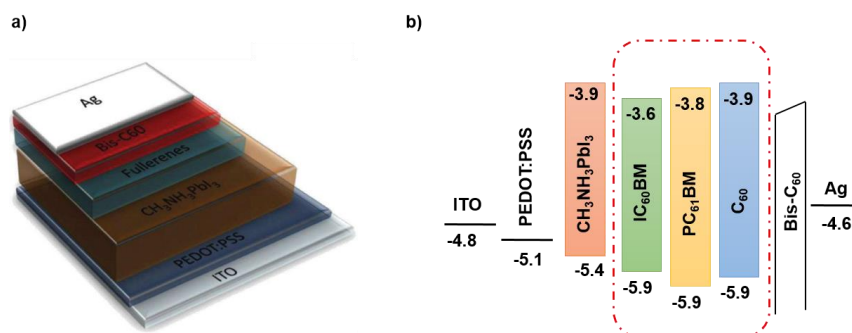 a)
Ag
Bis-C60
Fullerenes
CH₃NH₃PbI₃
PEDOT:PSS
ITO
b)
ITO
-4.8
PEDOT:PSS
-5.1
-3.9
CH₃NH₃PbI₃
-5.4
-3.6
IC₆₀BM
-5.9
-3.8
PC₆₁BM
-5.9
-3.9
C₆₀
-5.9
Bis-C₆₀
Ag
-4.6